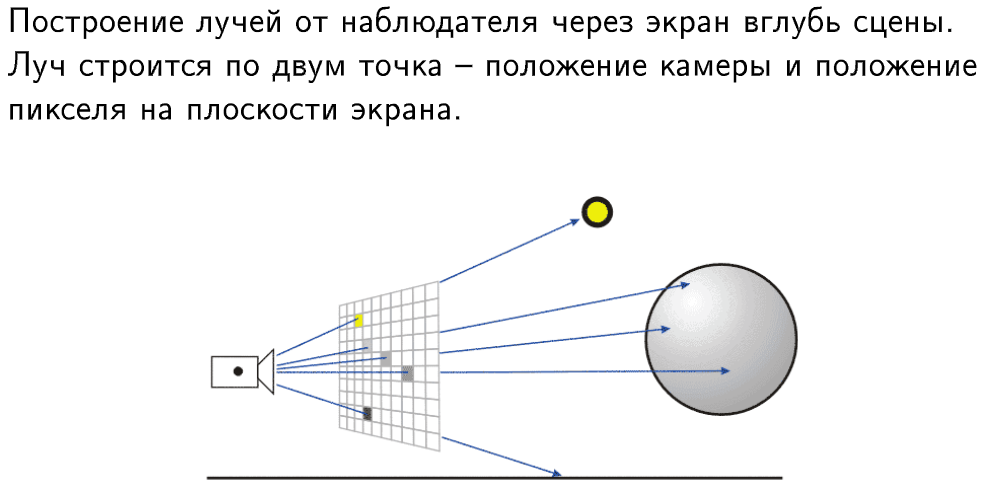 Построение лучей от наблюдателя через экран вглубь сцены.
Луч строится по двум точка – положение камеры и положение
пикселя на плоскости экрана.